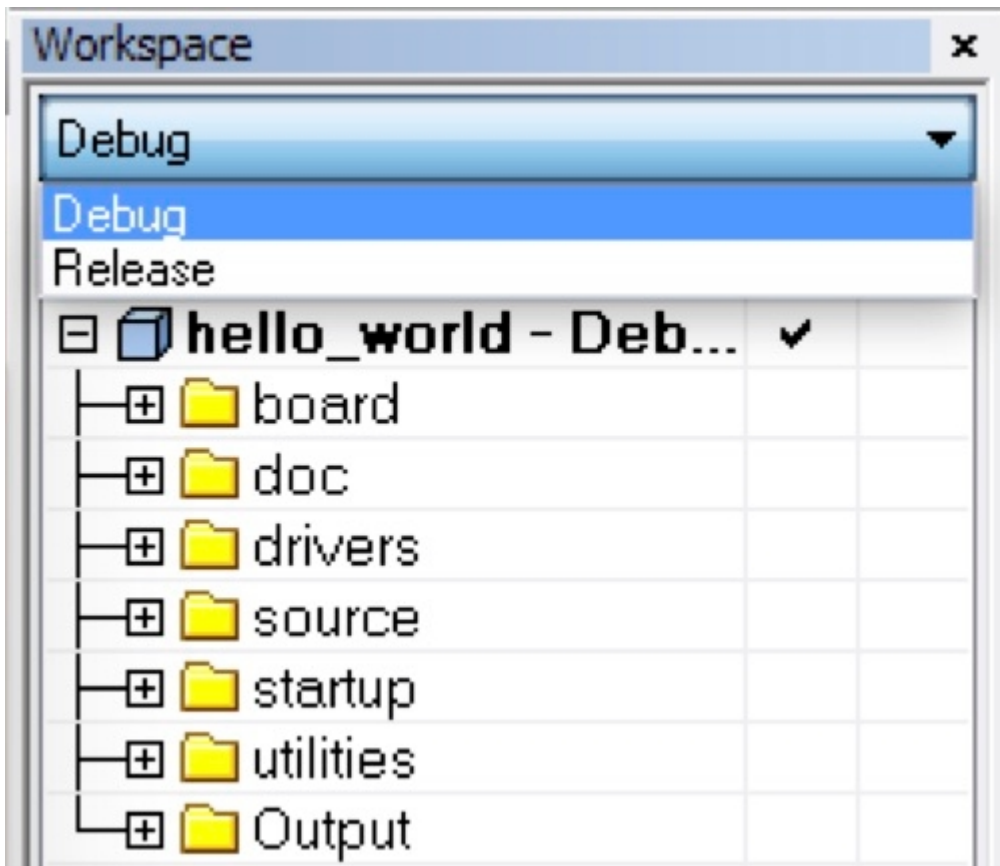 Workspace
Debug
Debug
Release
hello_world - Deb...
board
doc
drivers
source
startup
utilities
Output